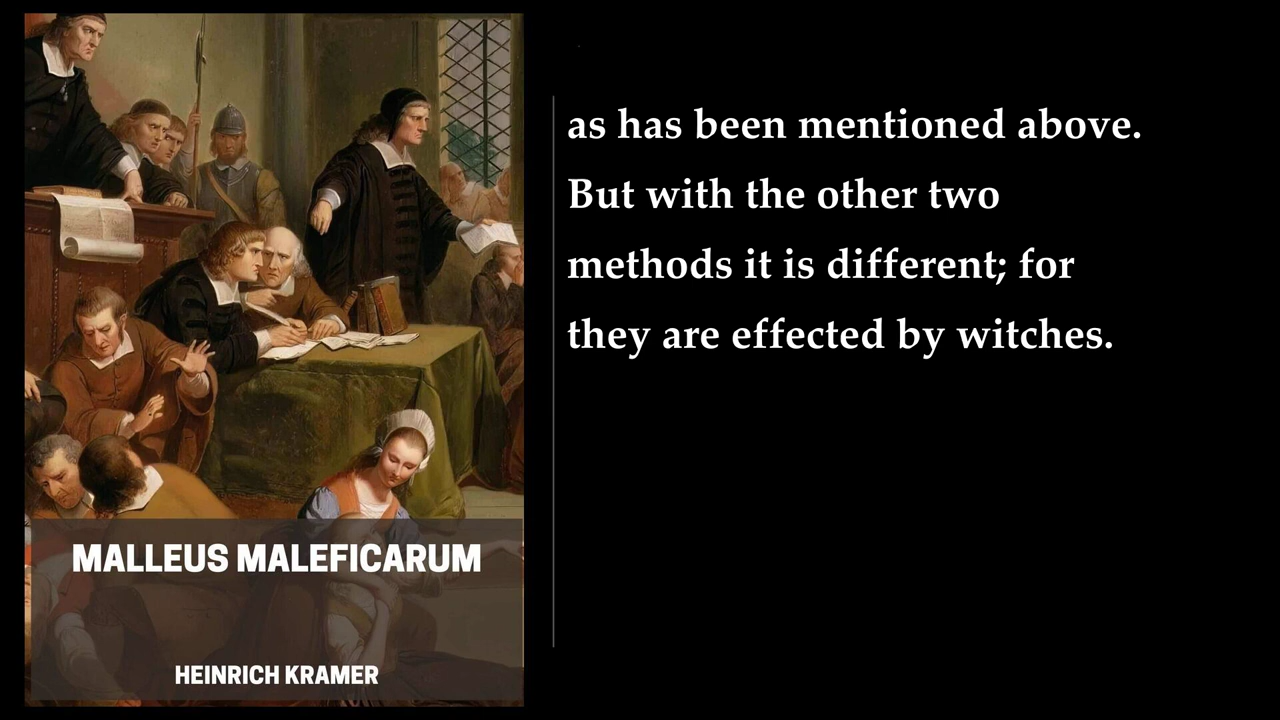 MALLEUS MALEFICARUM
HEINRICH KRAMER
as has been mentioned above.
But with the other two
methods it is different; for
they are effected by witches.